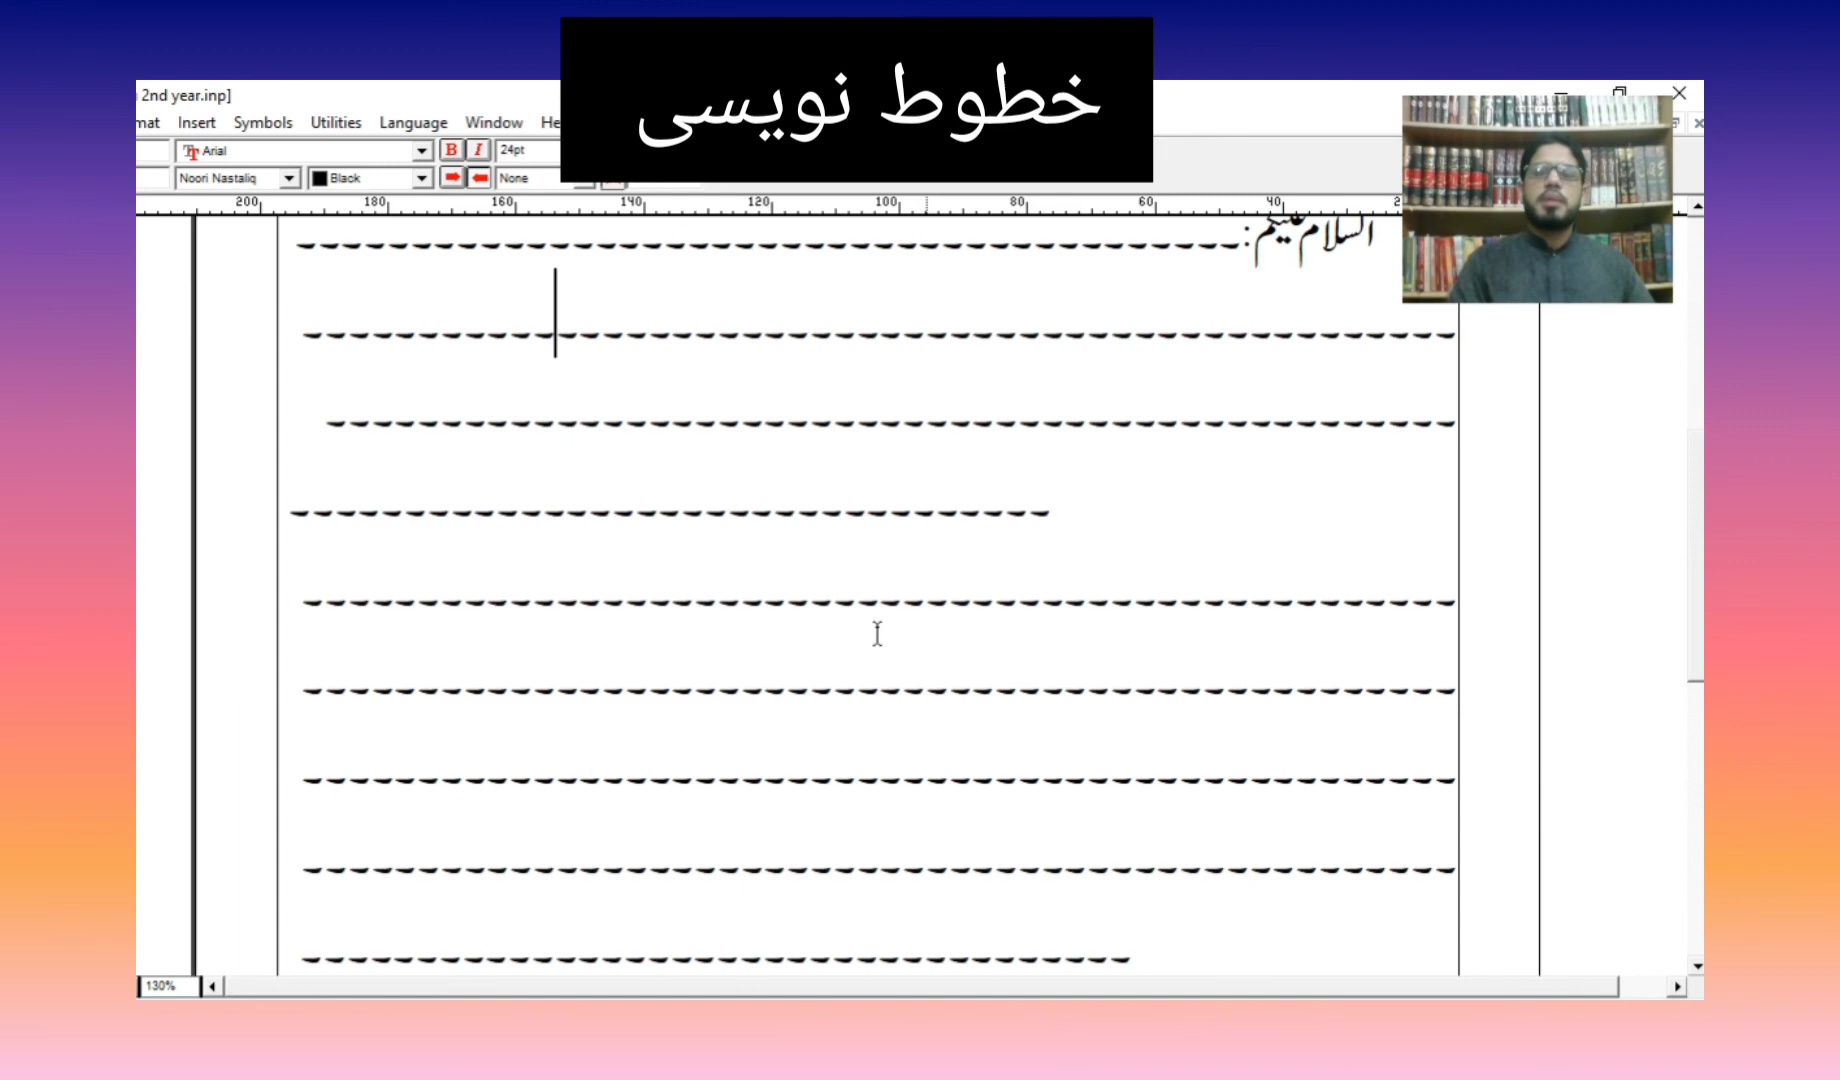 خطوط نویسی
2nd year.inp]
mat Insert Symbols Utilities Language Window He
Arial B I 24pt
Noori Nastaliq Black None
200 180 160 140 120 100 80 60 40 2
السلام علیکم:
130%